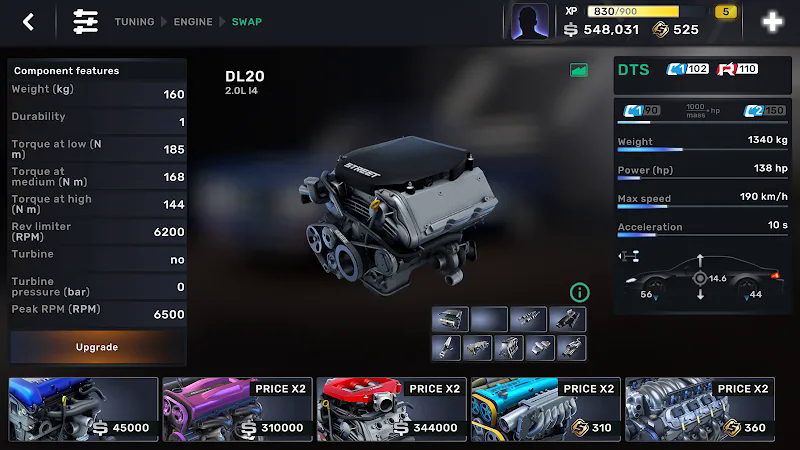 TUNING ENGINE SWAP
XP 830/900 5
548,031 525
Component features
Weight (kg) 160
Durability 1
Torque at low (N m) 185
Torque at medium (N m) 168
Torque at high (N m) 144
Rev limiter (RPM) 6200
Turbine no
Turbine pressure (bar) 0
Peak RPM (RPM) 6500
Upgrade
DL20
2.0L I4
STREET
DTS C1 102 R 110
C1 90 1000 mass • hp C2 150
Weight 1340 kg
Power (hp) 138 hp
Max speed 190 km/h
Acceleration 10 s
14.6
56 44
45000
PRICE X2
310000
PRICE X2
344000
PRICE X2
310
PRICE X2
360